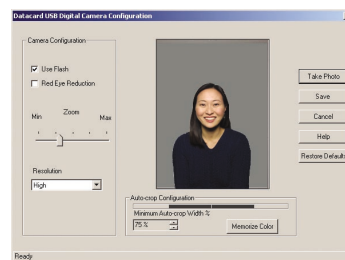 Datacard USB Digital Camera Configuration
Camera Configuration
Use Flash
Red Eye Reduction
Min
Zoom
Max
Resolution
High
Take Photo
Save
Cancel
Help
Restore Defaults
Auto-crop Configuration
Minimum Auto-crop Width %
75 %
Memorize Color
Ready